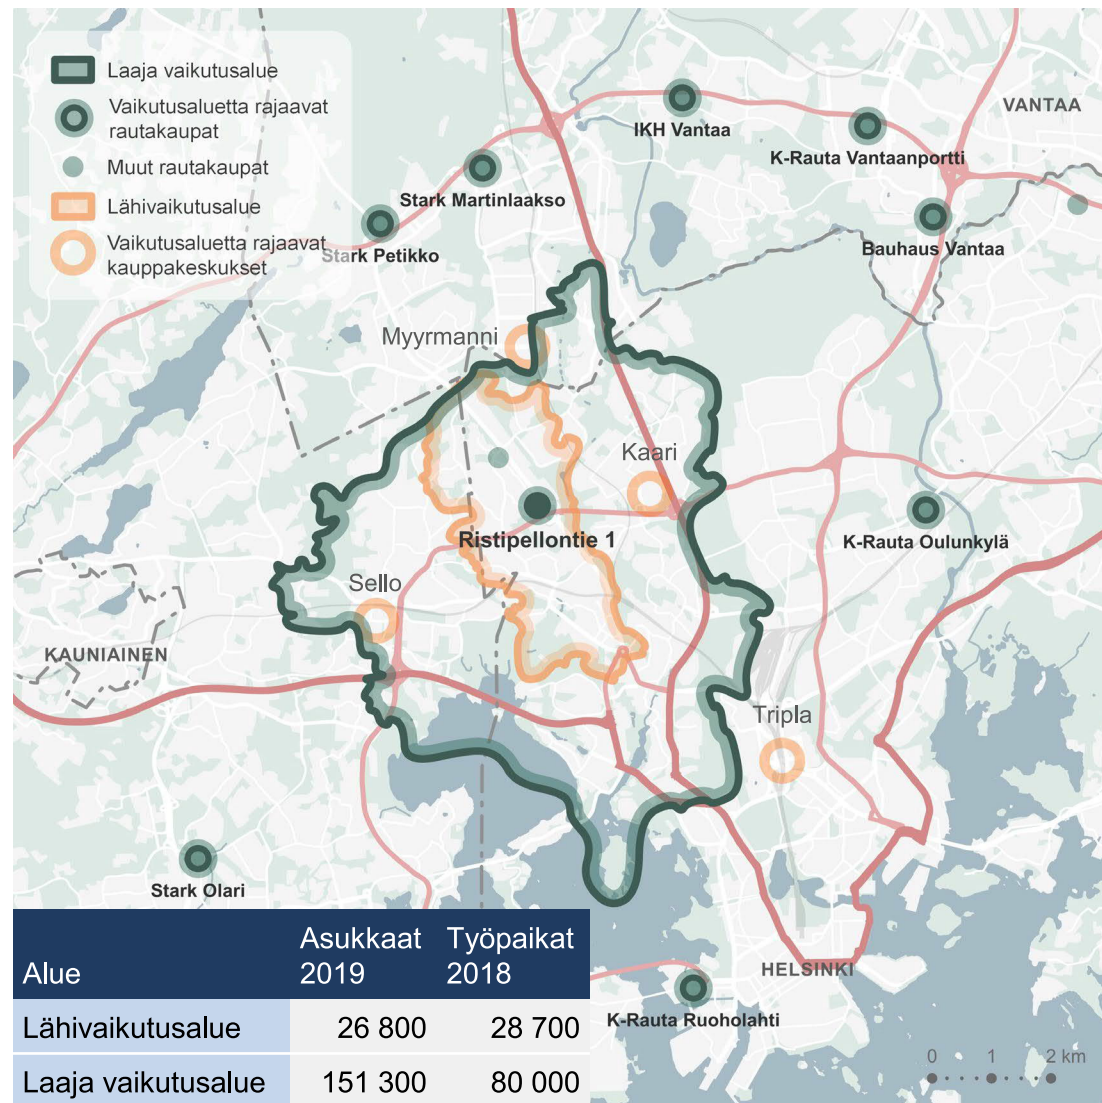 Laaja vaikutusalue
Vaikutusaluetta rajaavat
rautakaupat
Muut rautakaupat
Lähivaikutusalue
Vaikutusaluetta rajaavat
kauppakeskukset
VANTAA
IKH Vantaa
K-Rauta Vantaanportti
Stark Martinlaakso
Stark Petikko
Bauhaus Vantaa
Myyrmanni
Kaari
Ristipellontie 1
K-Rauta Oulunkylä
Sello
KAUNIAINEN
Tripla
Stark Olari
HELSINKI
K-Rauta Ruoholahti
0 1 2 km
Alue Asukkaat 2019 Työpaikat 2018
Lähivaikutusalue 26 800 28 700
Laaja vaikutusalue 151 300 80 000